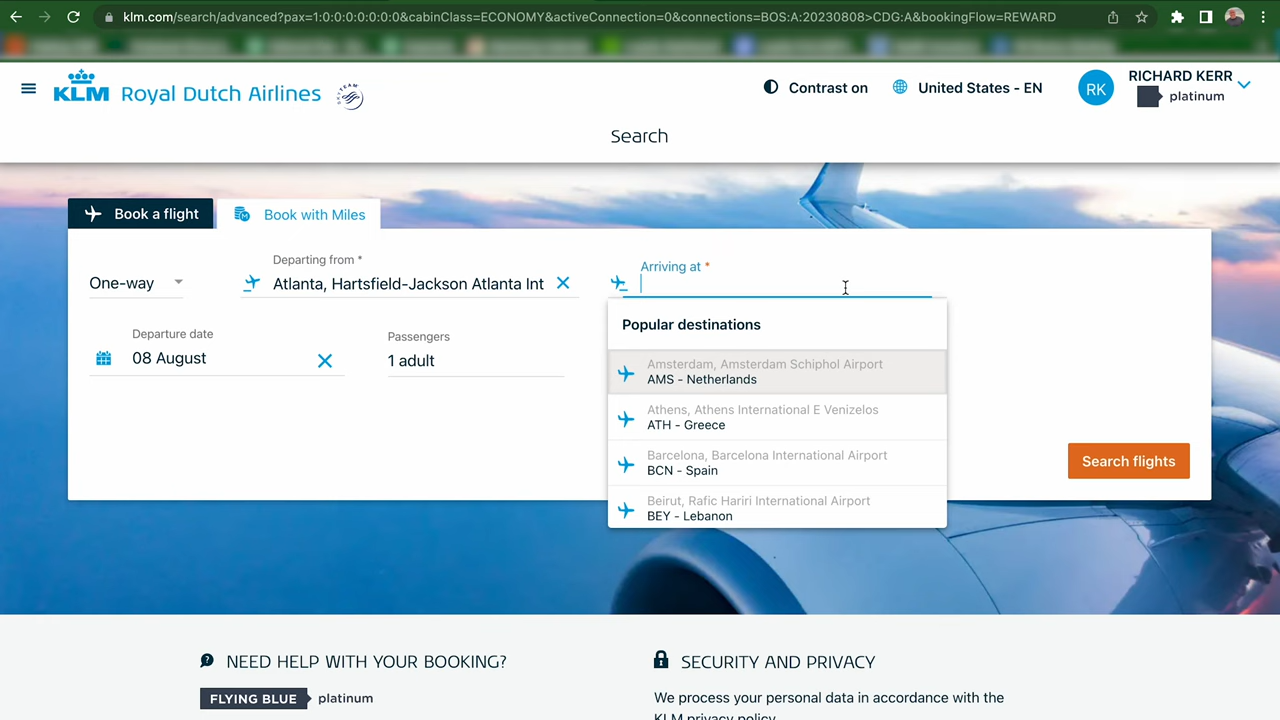 klm.com/search/advanced?pax=1:0:0:0:0:0:0:0&cabinClass=ECONOMY&activeConnection=0&connections=BOS:A:20230808>CDG:A&bookingFlow=REWARD
KLM Royal Dutch Airlines
SKYTEAM
Contrast on
United States - EN
RK
RICHARD KERR
platinum
Search
Book a flight
Book with Miles
One-way
Departing from *
Atlanta, Hartsfield-Jackson Atlanta Int
Arriving at *
Departure date
08 August
Passengers
1 adult
Popular destinations
Amsterdam, Amsterdam Schiphol Airport
AMS - Netherlands
Athens, Athens International E Venizelos
ATH - Greece
Barcelona, Barcelona International Airport
BCN - Spain
Beirut, Rafic Hariri International Airport
BEY - Lebanon
Search flights
NEED HELP WITH YOUR BOOKING?
FLYING BLUE platinum
SECURITY AND PRIVACY
We process your personal data in accordance with the
KLM privacy policy.